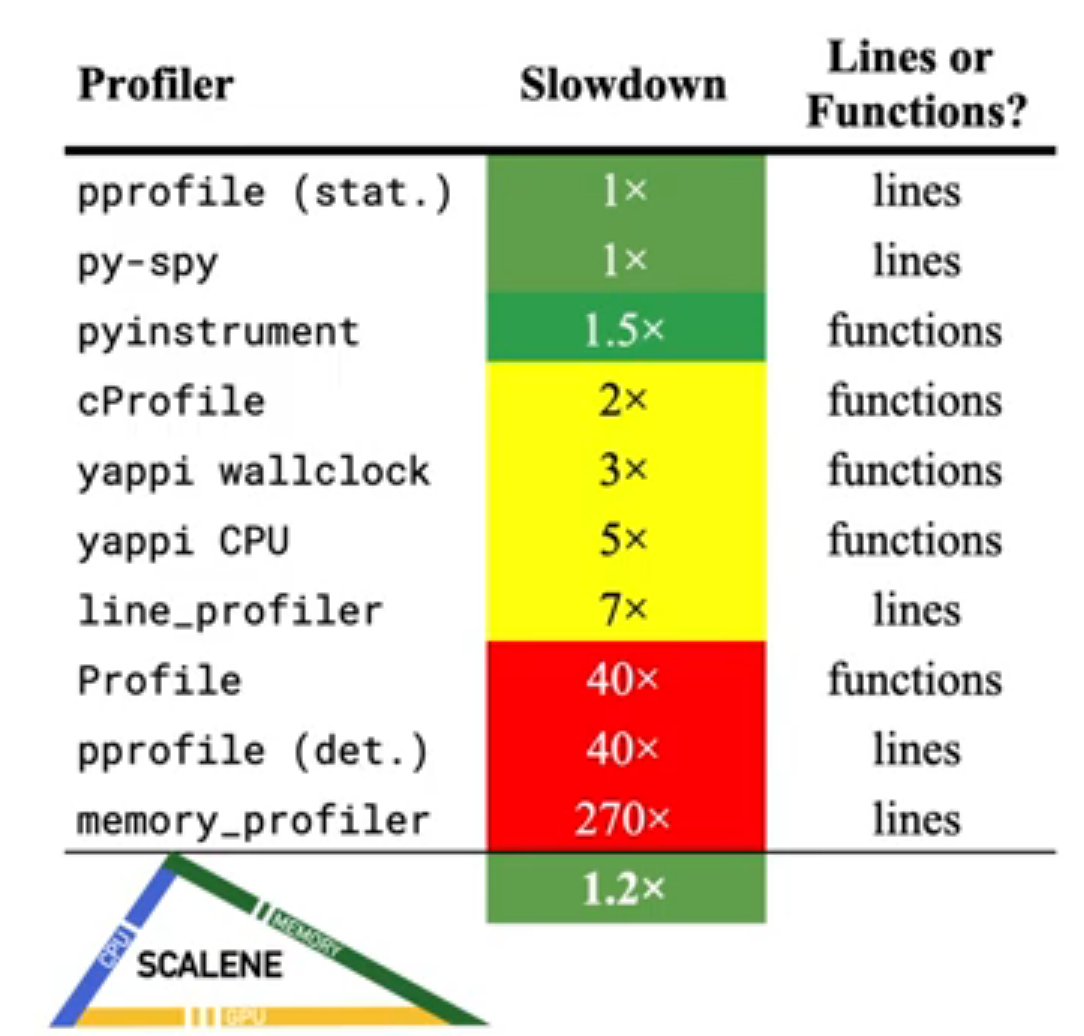 Profiler Slowdown Lines or Functions?
pprofile (stat.) 1× lines
py-spy 1× lines
pyinstrument 1.5× functions
cProfile 2× functions
yappi wallclock 3× functions
yappi CPU 5× functions
line_profiler 7× lines
Profile 40× functions
pprofile (det.) 40× lines
memory_profiler 270× lines
1.2×
CPU
MEMORY
SCALENE
GPU